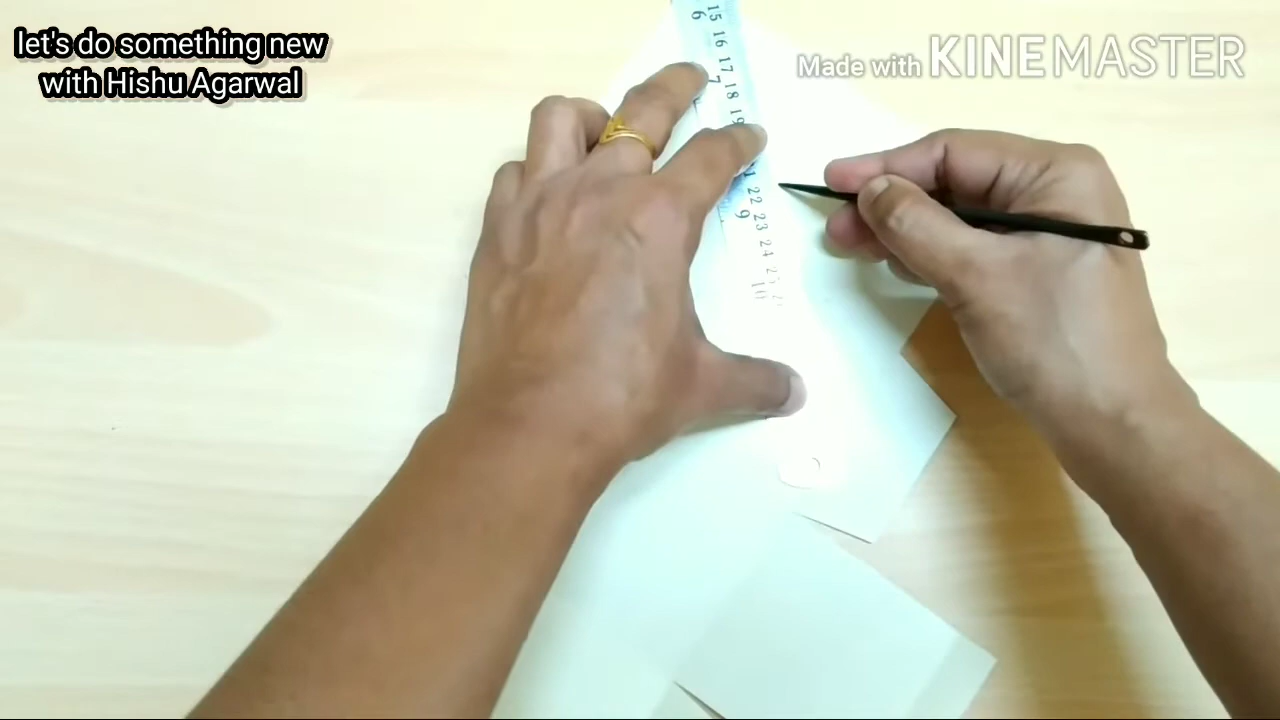 let's do something new
with Hishu Agarwal
Made with KINEMASTER
15 16 17 18 19
6 7
22 23 24
9 10